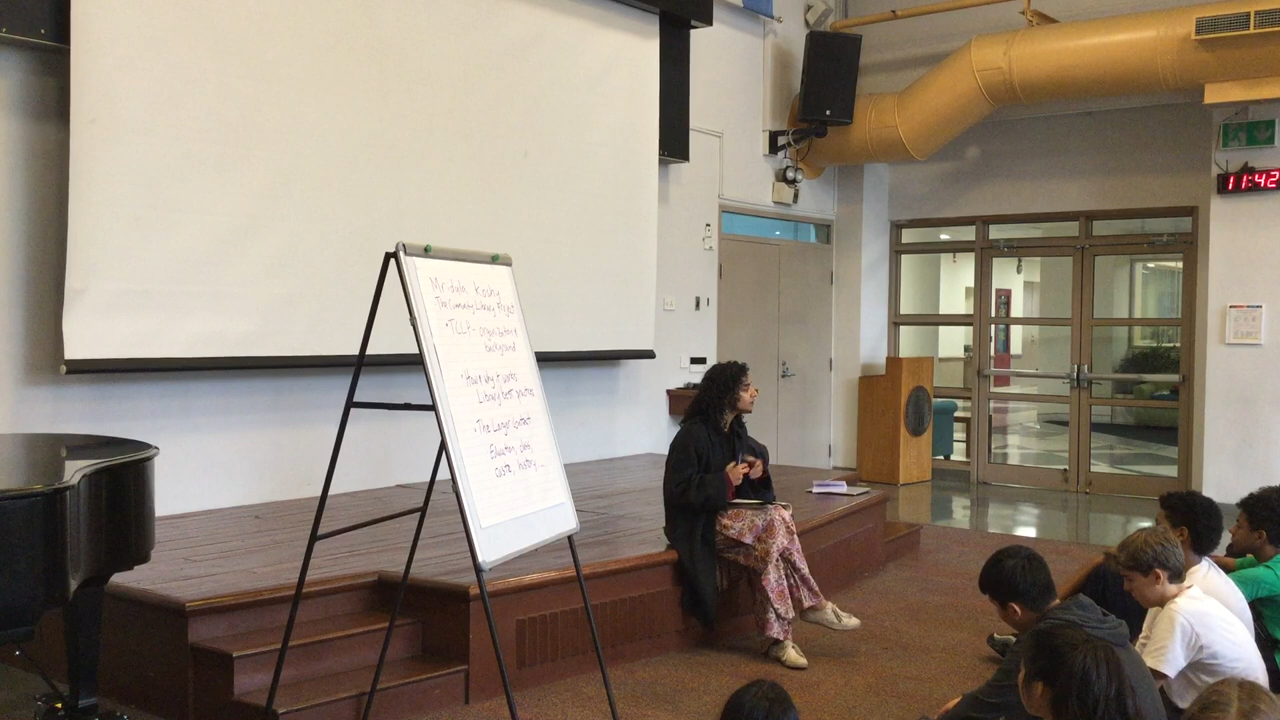 Mridula Koshy
The Community Library Project
• TCLP - organization &
background
• How & why it works
Library best practices
• The Larger Context
Education, class,
caste, history...
11:42